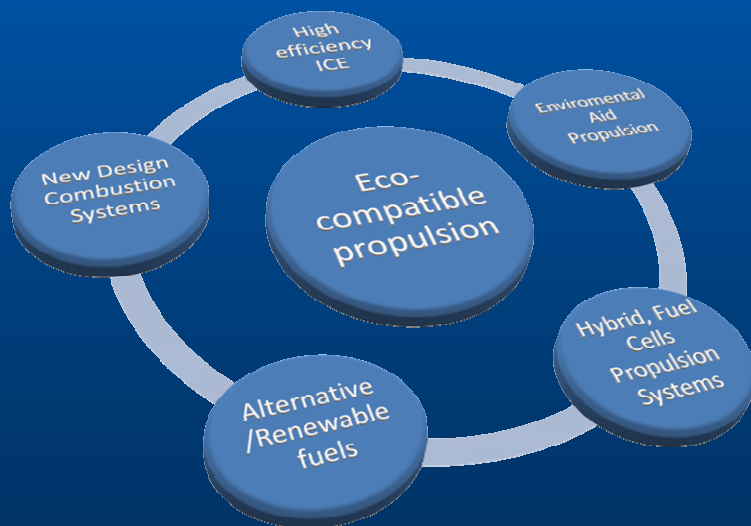 High
efficiency
ICE
Enviromental
Aid
Propulsion
New Design
Combustion
Systems
Eco-
compatible
propulsion
Hybrid, Fuel
Cells
Propulsion
Systems
Alternative
/Renewable
fuels